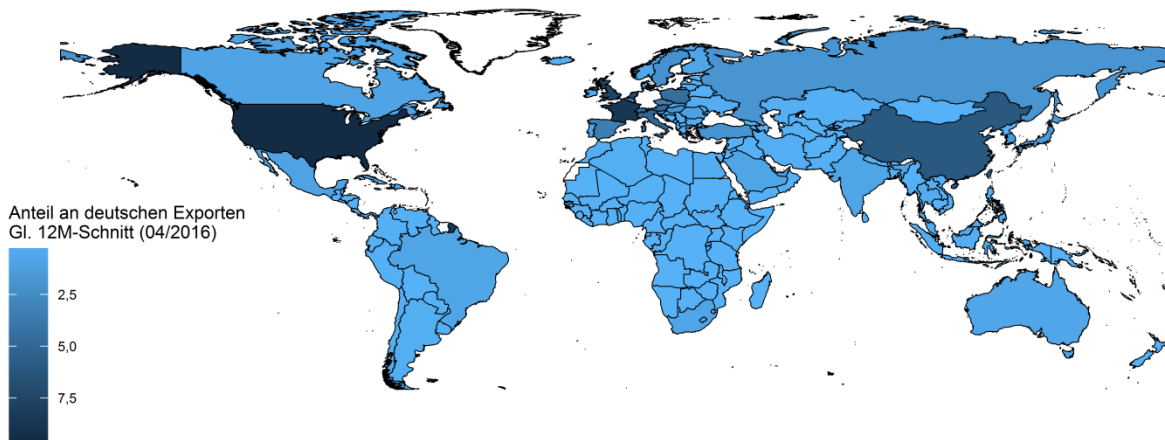 Anteil an deutschen Exporten
Gl. 12M-Schnitt (04/2016)
2,5
5,0
7,5